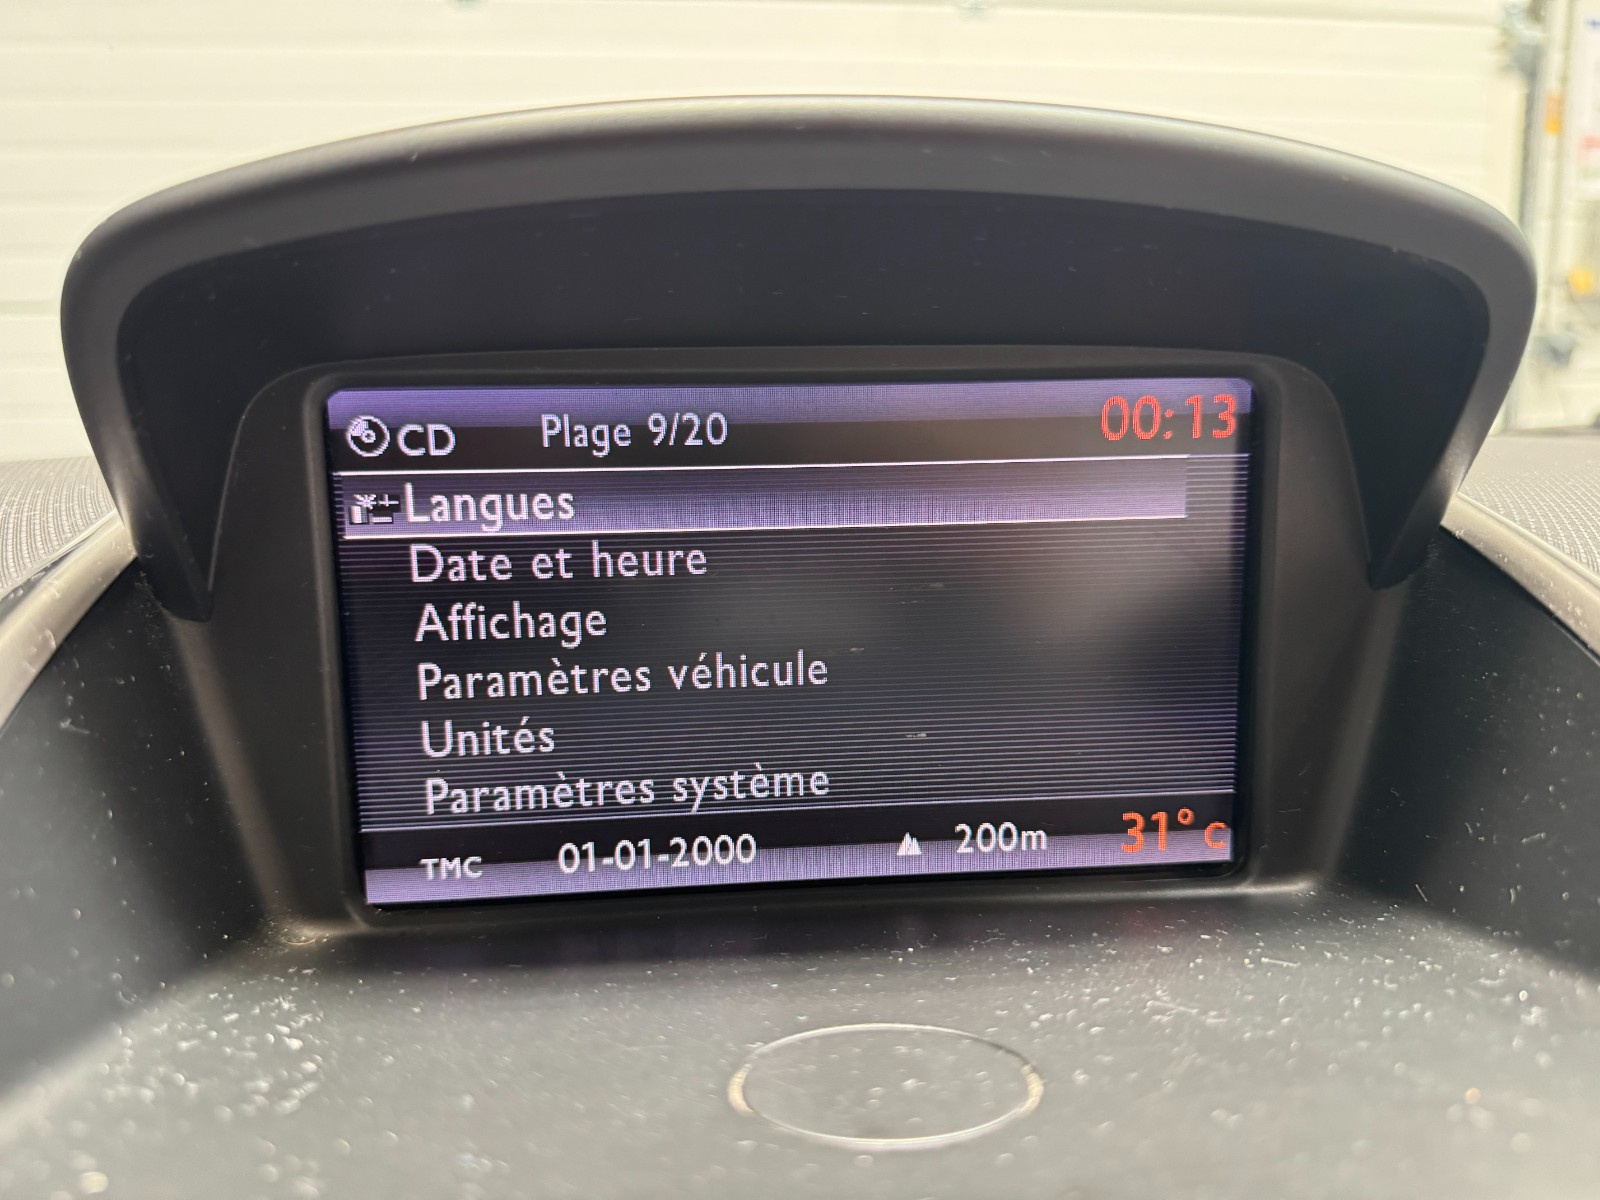 CD Plage 9/20 00:13
Langues
Date et heure
Affichage
Paramètres véhicule
Unités
Paramètres système
TMC 01-01-2000 200m 31° c